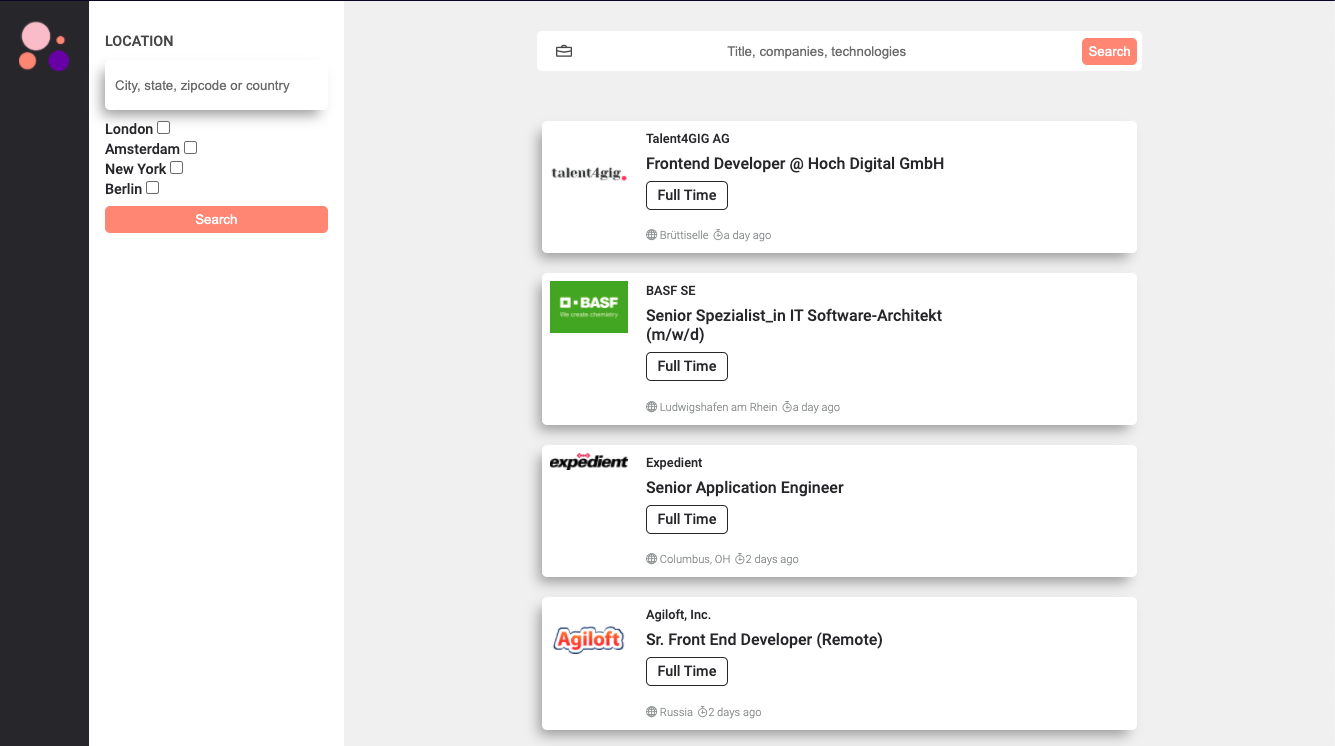 LOCATION
City, state, zipcode or country
London
Amsterdam
New York
Berlin
Search
Title, companies, technologies
Search
talent4gig.
Talent4GIG AG
Frontend Developer @ Hoch Digital GmbH
Full Time
Brüttiselle a day ago
BASF
We create chemistry
BASF SE
Senior Spezialist_in IT Software-Architekt
(m/w/d)
Full Time
Ludwigshafen am Rhein a day ago
expedient
Expedient
Senior Application Engineer
Full Time
Columbus, OH 2 days ago
Agiloft
Agiloft, Inc.
Sr. Front End Developer (Remote)
Full Time
Russia 2 days ago